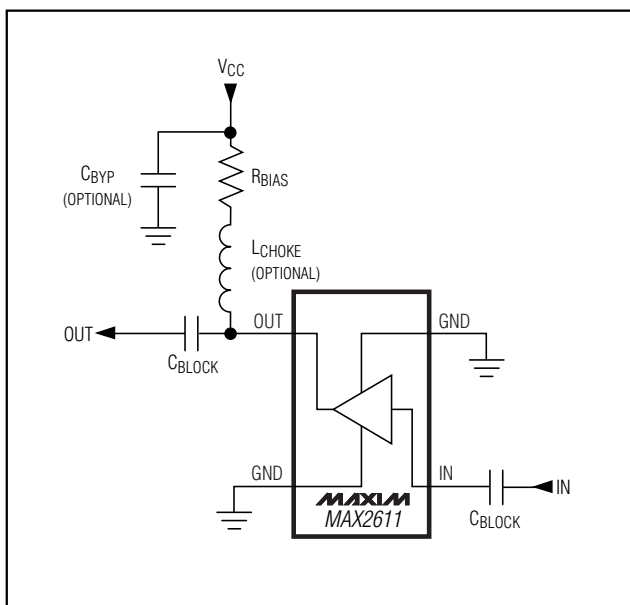 VCC
CBYP
(OPTIONAL)
RBIAS
LCHOKE
(OPTIONAL)
OUT
CBLOCK
OUT
GND
GND
IN
MAXIM
MAX2611
CBLOCK
IN